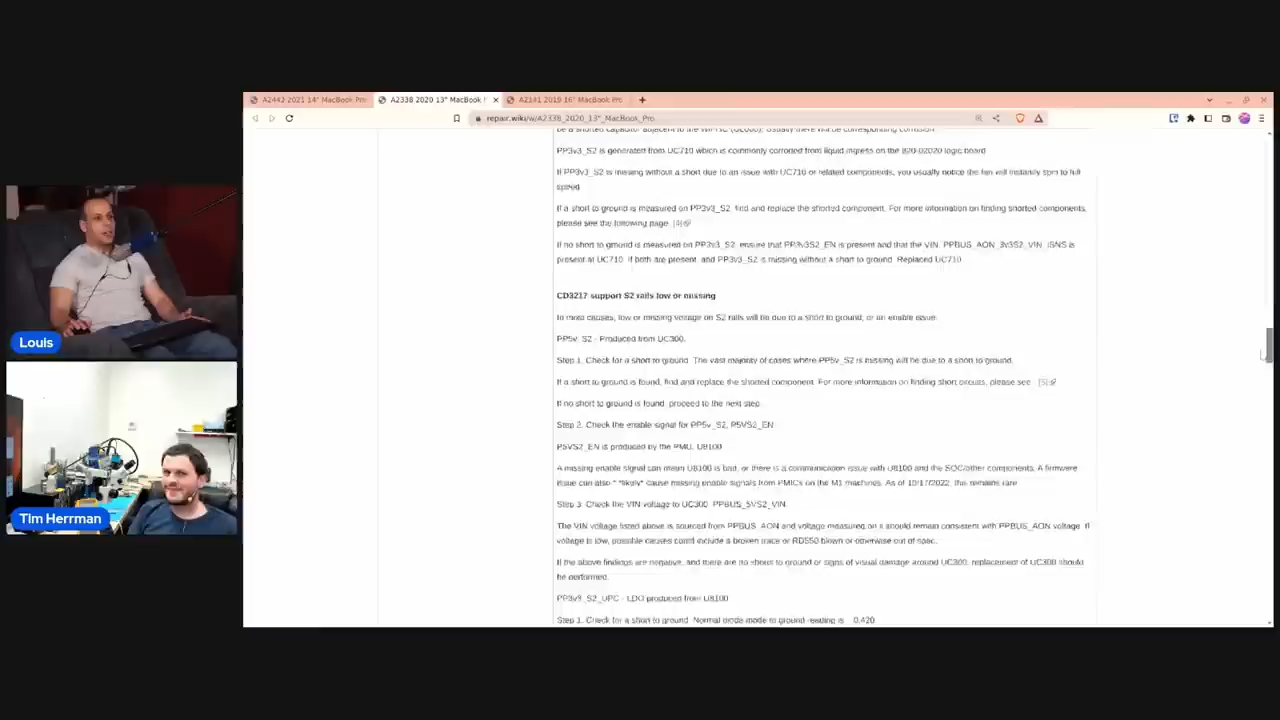 A2442 2021 14" MacBook Pro
A2338 2020 13" MacBook P
A2141 2019 16" MacBook Pro
repair.wiki/w/A2338_2020_13"_MacBook_Pro
be a shorted capacitor adjacent to the
Usually there will be corresponding corrosion.
PP3v3_S2 is generated from UC710 which is commonly corroded from liquid ingress on the 820-02020 logic board
If PP3v3_S2 is missing without a short due to an issue with UC710 or related components, you usually notice the fan will instantly spin to full
speed
If a short to ground is measured on PP3v3_S2, find and replace the shorted component. For more information on finding shorted components,
please see the following page. [4]
If no short to ground is measured on PP3v3_S2, ensure that PP3v3S2_EN is present and that the VIN, PPBUS_AON_3v3S2_VIN_ISNS is
present at UC710. If both are present, and PP3v3_S2 is missing without a short to ground. Replaced UC710
CD3217 support S2 rails low or missing
In most causes, low or missing voltage on S2 rails will be due to a short to ground, or an enable issue.
PP5v_S2 - Produced from UC300.
Step 1. Check for a short to ground. The vast majority of cases where PP5v_S2 is missing will be due to a short to ground.
If a short to ground is found, find and replace the shorted component. For more information on finding short circuits, please see : [5]
If no short to ground is found, proceed to the next step.
Step 2. Check the enable signal for PP5v_S2, P5VS2_EN
P5VS2_EN is produced by the PMU, U8100
A missing enable signal can mean U8100 is bad, or there is a communication issue with U8100 and the SOC/other components. A firmware
issue can also * *likely* cause missing enable signals from PMICs on the M1 machines. As of 10/17/2022, this remains rare
Step 3. Check the VIN voltage to UC300, PPBUS_5VS2_VIN.
The VIN voltage listed above is sourced from PPBUS_AON and voltage measured on it should remain consistent with PPBUS_AON voltage. If
voltage is low, possible causes could include a broken trace or RD550 blown or otherwise out of spec.
If the above findings are negative, and there are no shorts to ground or signs of visual damage around UC300, replacement of UC300 should
be performed.
PP3v3_S2_UPC - LDO produced from U8100
Step 1. Check for a short to ground. Normal diode mode to ground reading is 0.420
Louis
Tim Herrman